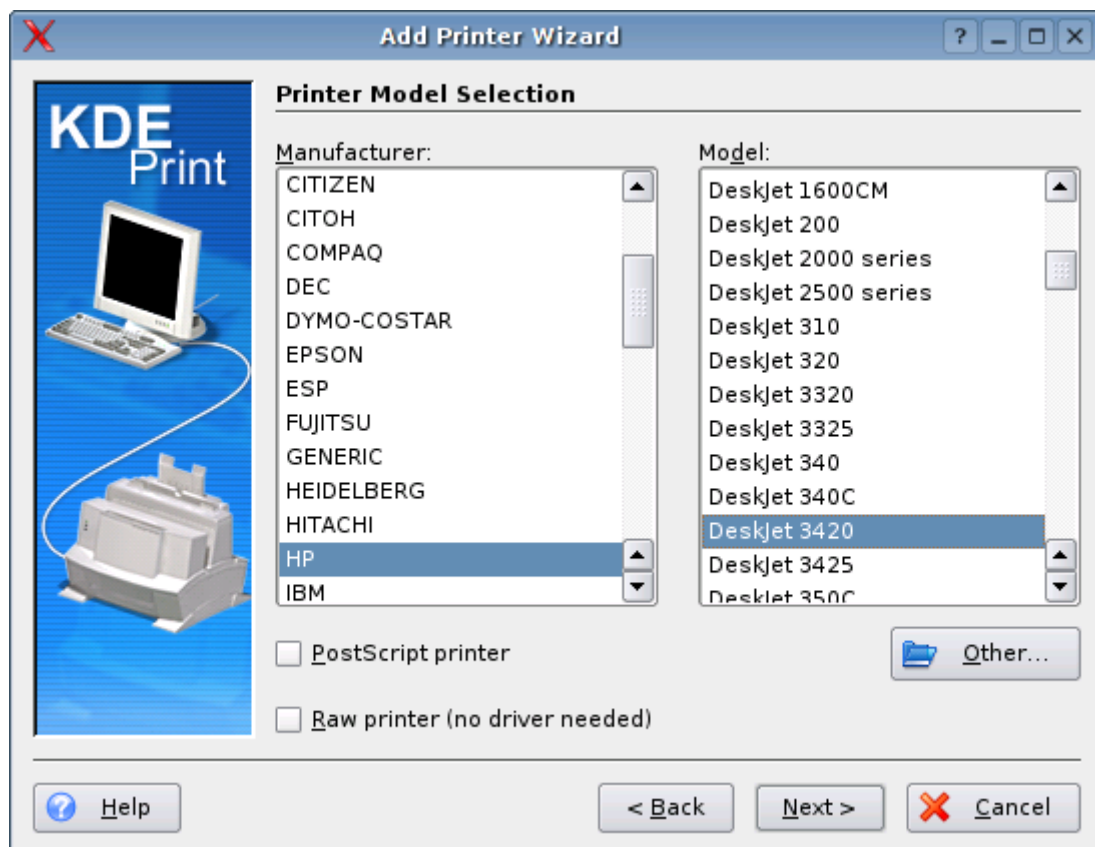 Add Printer Wizard
?
KDE
Print
Printer Model Selection
Manufacturer:
CITIZEN
CITOH
COMPAQ
DEC
DYMO-COSTAR
EPSON
ESP
FUJITSU
GENERIC
HEIDELBERG
HITACHI
HP
IBM
Model:
DeskJet 1600CM
DeskJet 200
DeskJet 2000 series
DeskJet 2500 series
DeskJet 310
DeskJet 320
DeskJet 3320
DeskJet 3325
DeskJet 340
DeskJet 340C
DeskJet 3420
DeskJet 3425
DeskJet 350C
PostScript printer
Other...
Raw printer (no driver needed)
? Help
< Back
Next >
Cancel